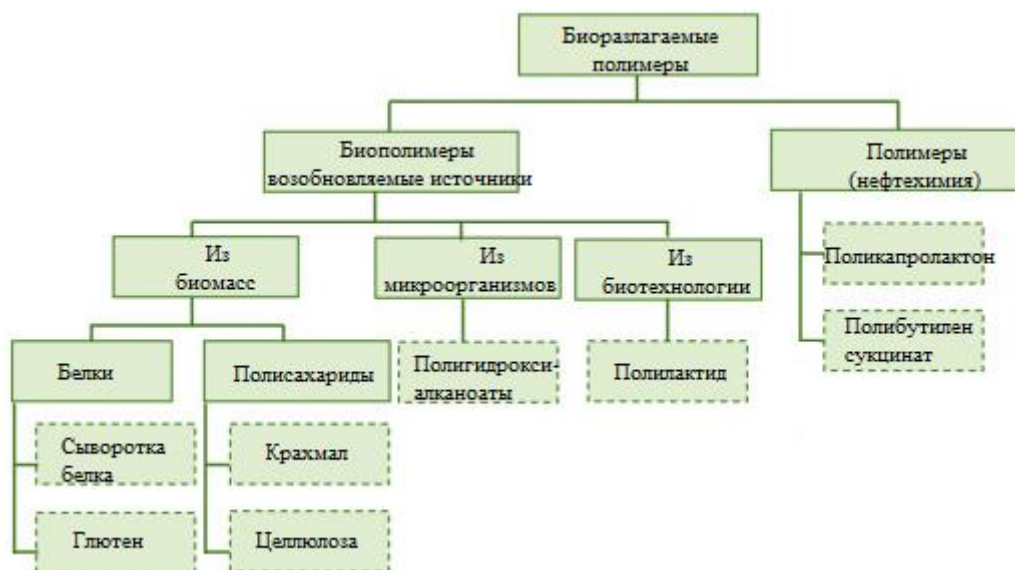 Биоразлагаемые
полимеры
Биополимеры
возобновляемые источники
Полимеры
(нефтехимия)
Из
биомасс
Из
микроорганизмов
Из
биотехнологии
Поликапролактон
Полибутилен
сукцинат
Белки
Полисахариды
Полигидрокси-
алканоаты
Полилактид
Сыворотка
белка
Крахмал
Глютен
Целлюлоза